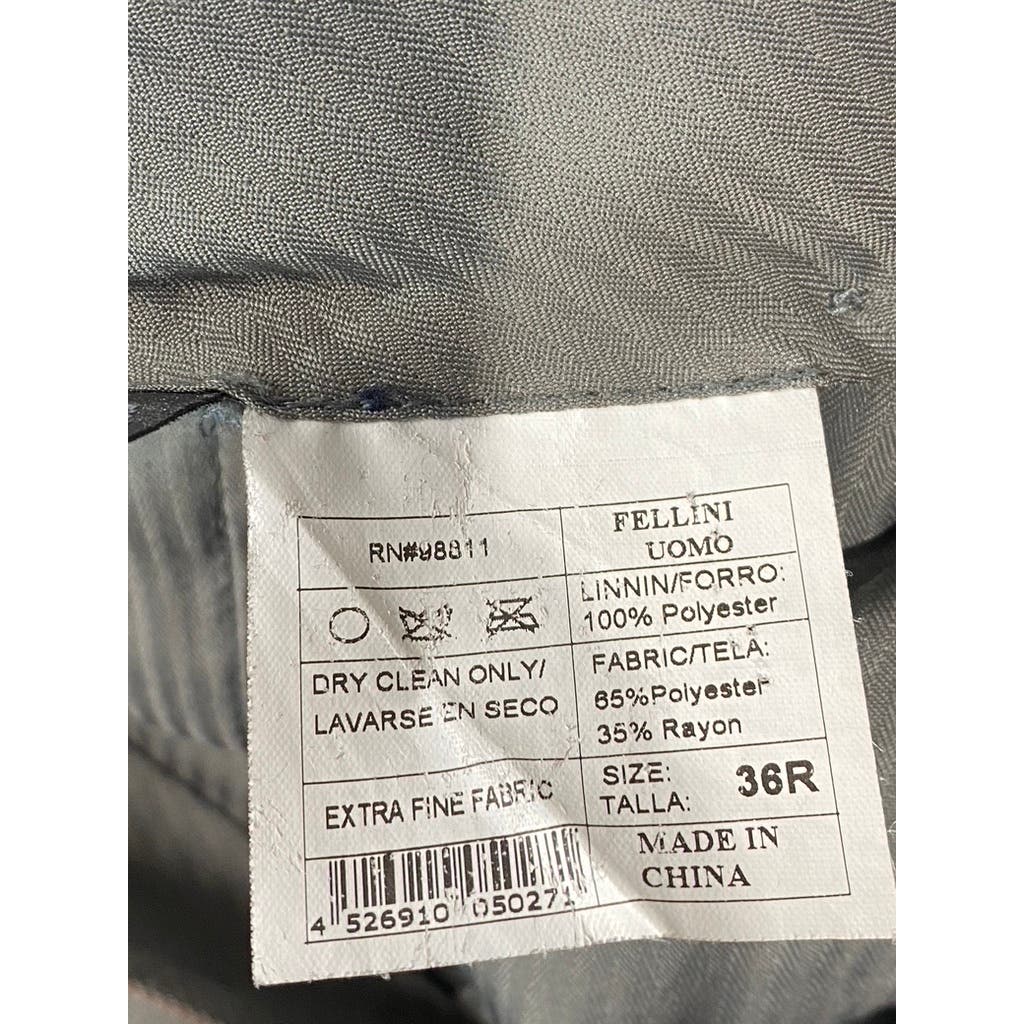 RN#98811
FELLINI
UOMO
LINNIN/FORRO:
100% Polyester
DRY CLEAN ONLY/
LAVARSE EN SECO
FABRIC/TELA:
65%Polyester
35% Rayon
EXTRA FINE FABRIC
SIZE:
TALLA:
36R
MADE IN
CHINA
4 526910 050271